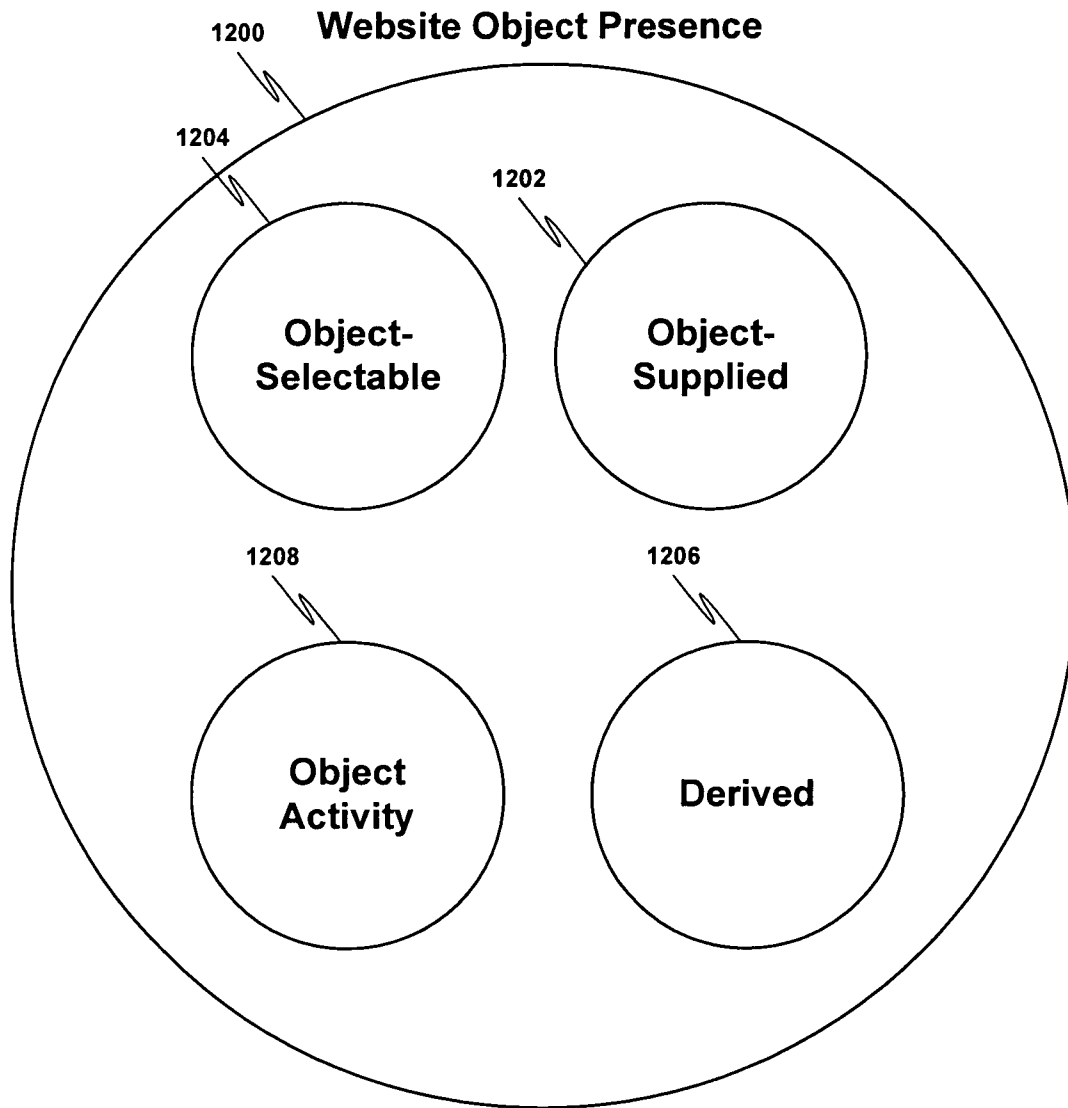 Website Object Presence
1200
1204
1202
Object-
Selectable
Object-
Supplied
1208
1206
Object
Activity
Derived